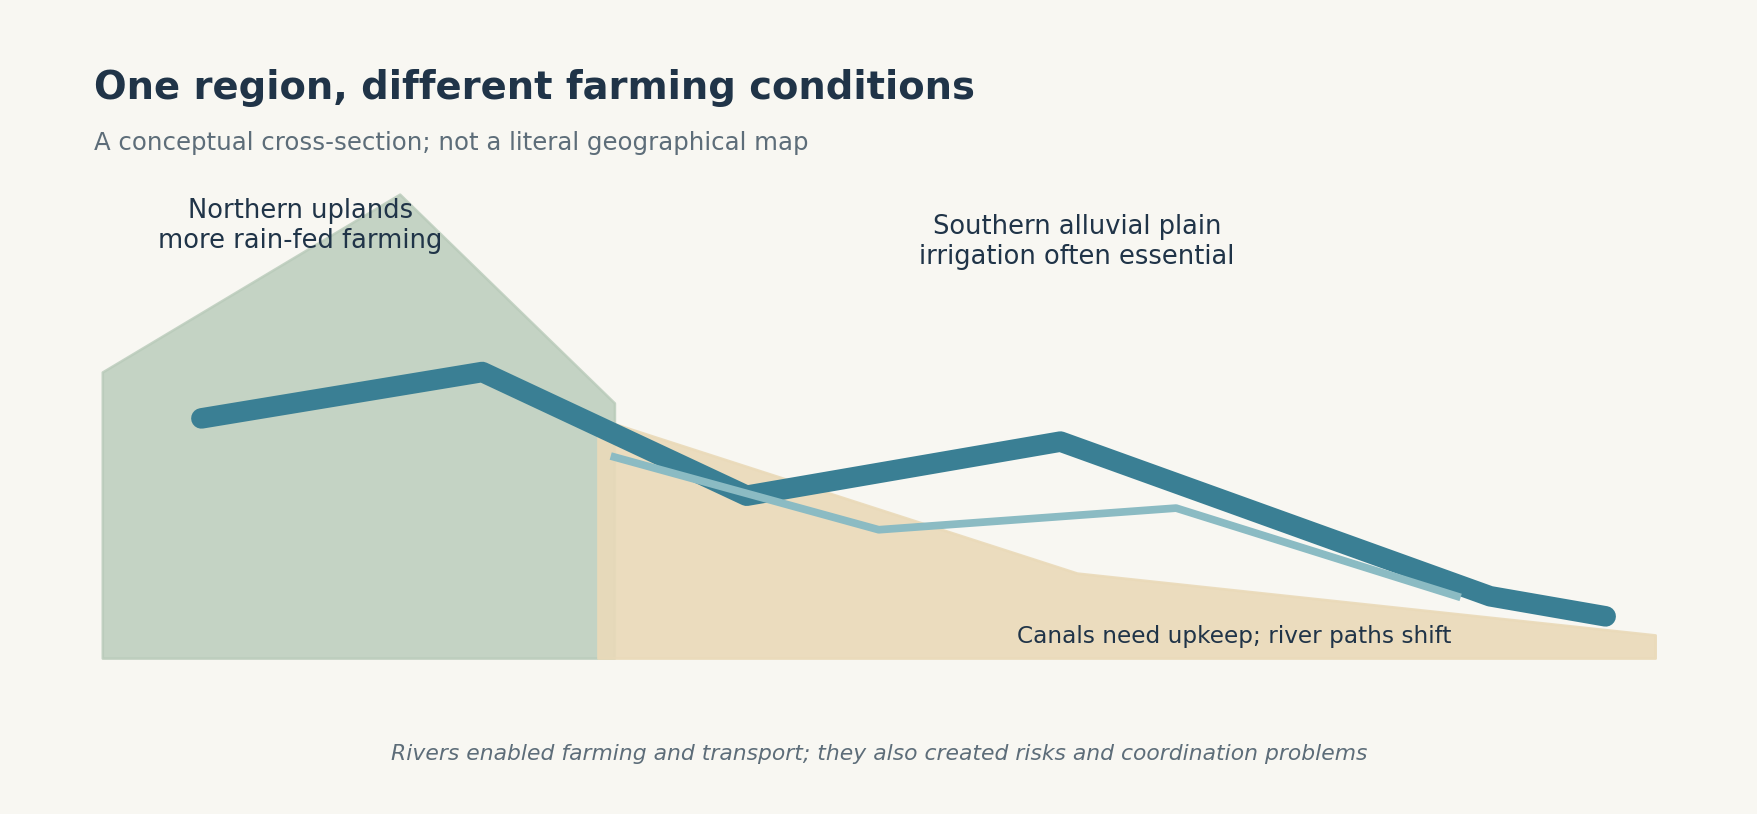 One region, different farming conditions
A conceptual cross-section; not a literal geographical map
Northern uplands
more rain-fed farming
Southern alluvial plain
irrigation often essential
Canals need upkeep; river paths shift
Rivers enabled farming and transport; they also created risks and coordination problems